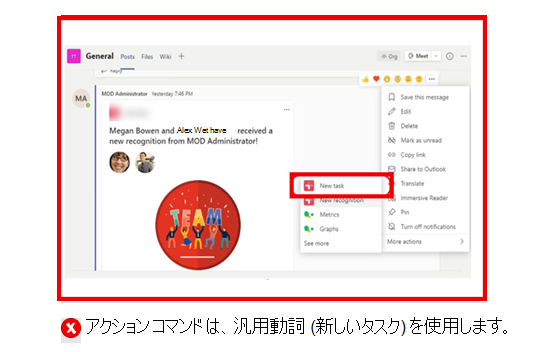 General Posts Files Wiki +
Org Meet
Reply
MA MOD Administrator Yesterday 7:46 PM
Megan Bowen and Alex Wet have received a
new recognition from MOD Administrator!
TEAM
Save this message
Edit
Delete
Mark as unread
Copy link
Share to Outlook
Translate
Immersive Reader
Pin
Turn off notifications
More actions
New task
New recognition
Metrics
Graphs
See more
アクション コマンドは、汎用動詞 (新しいタスク) を使用します。